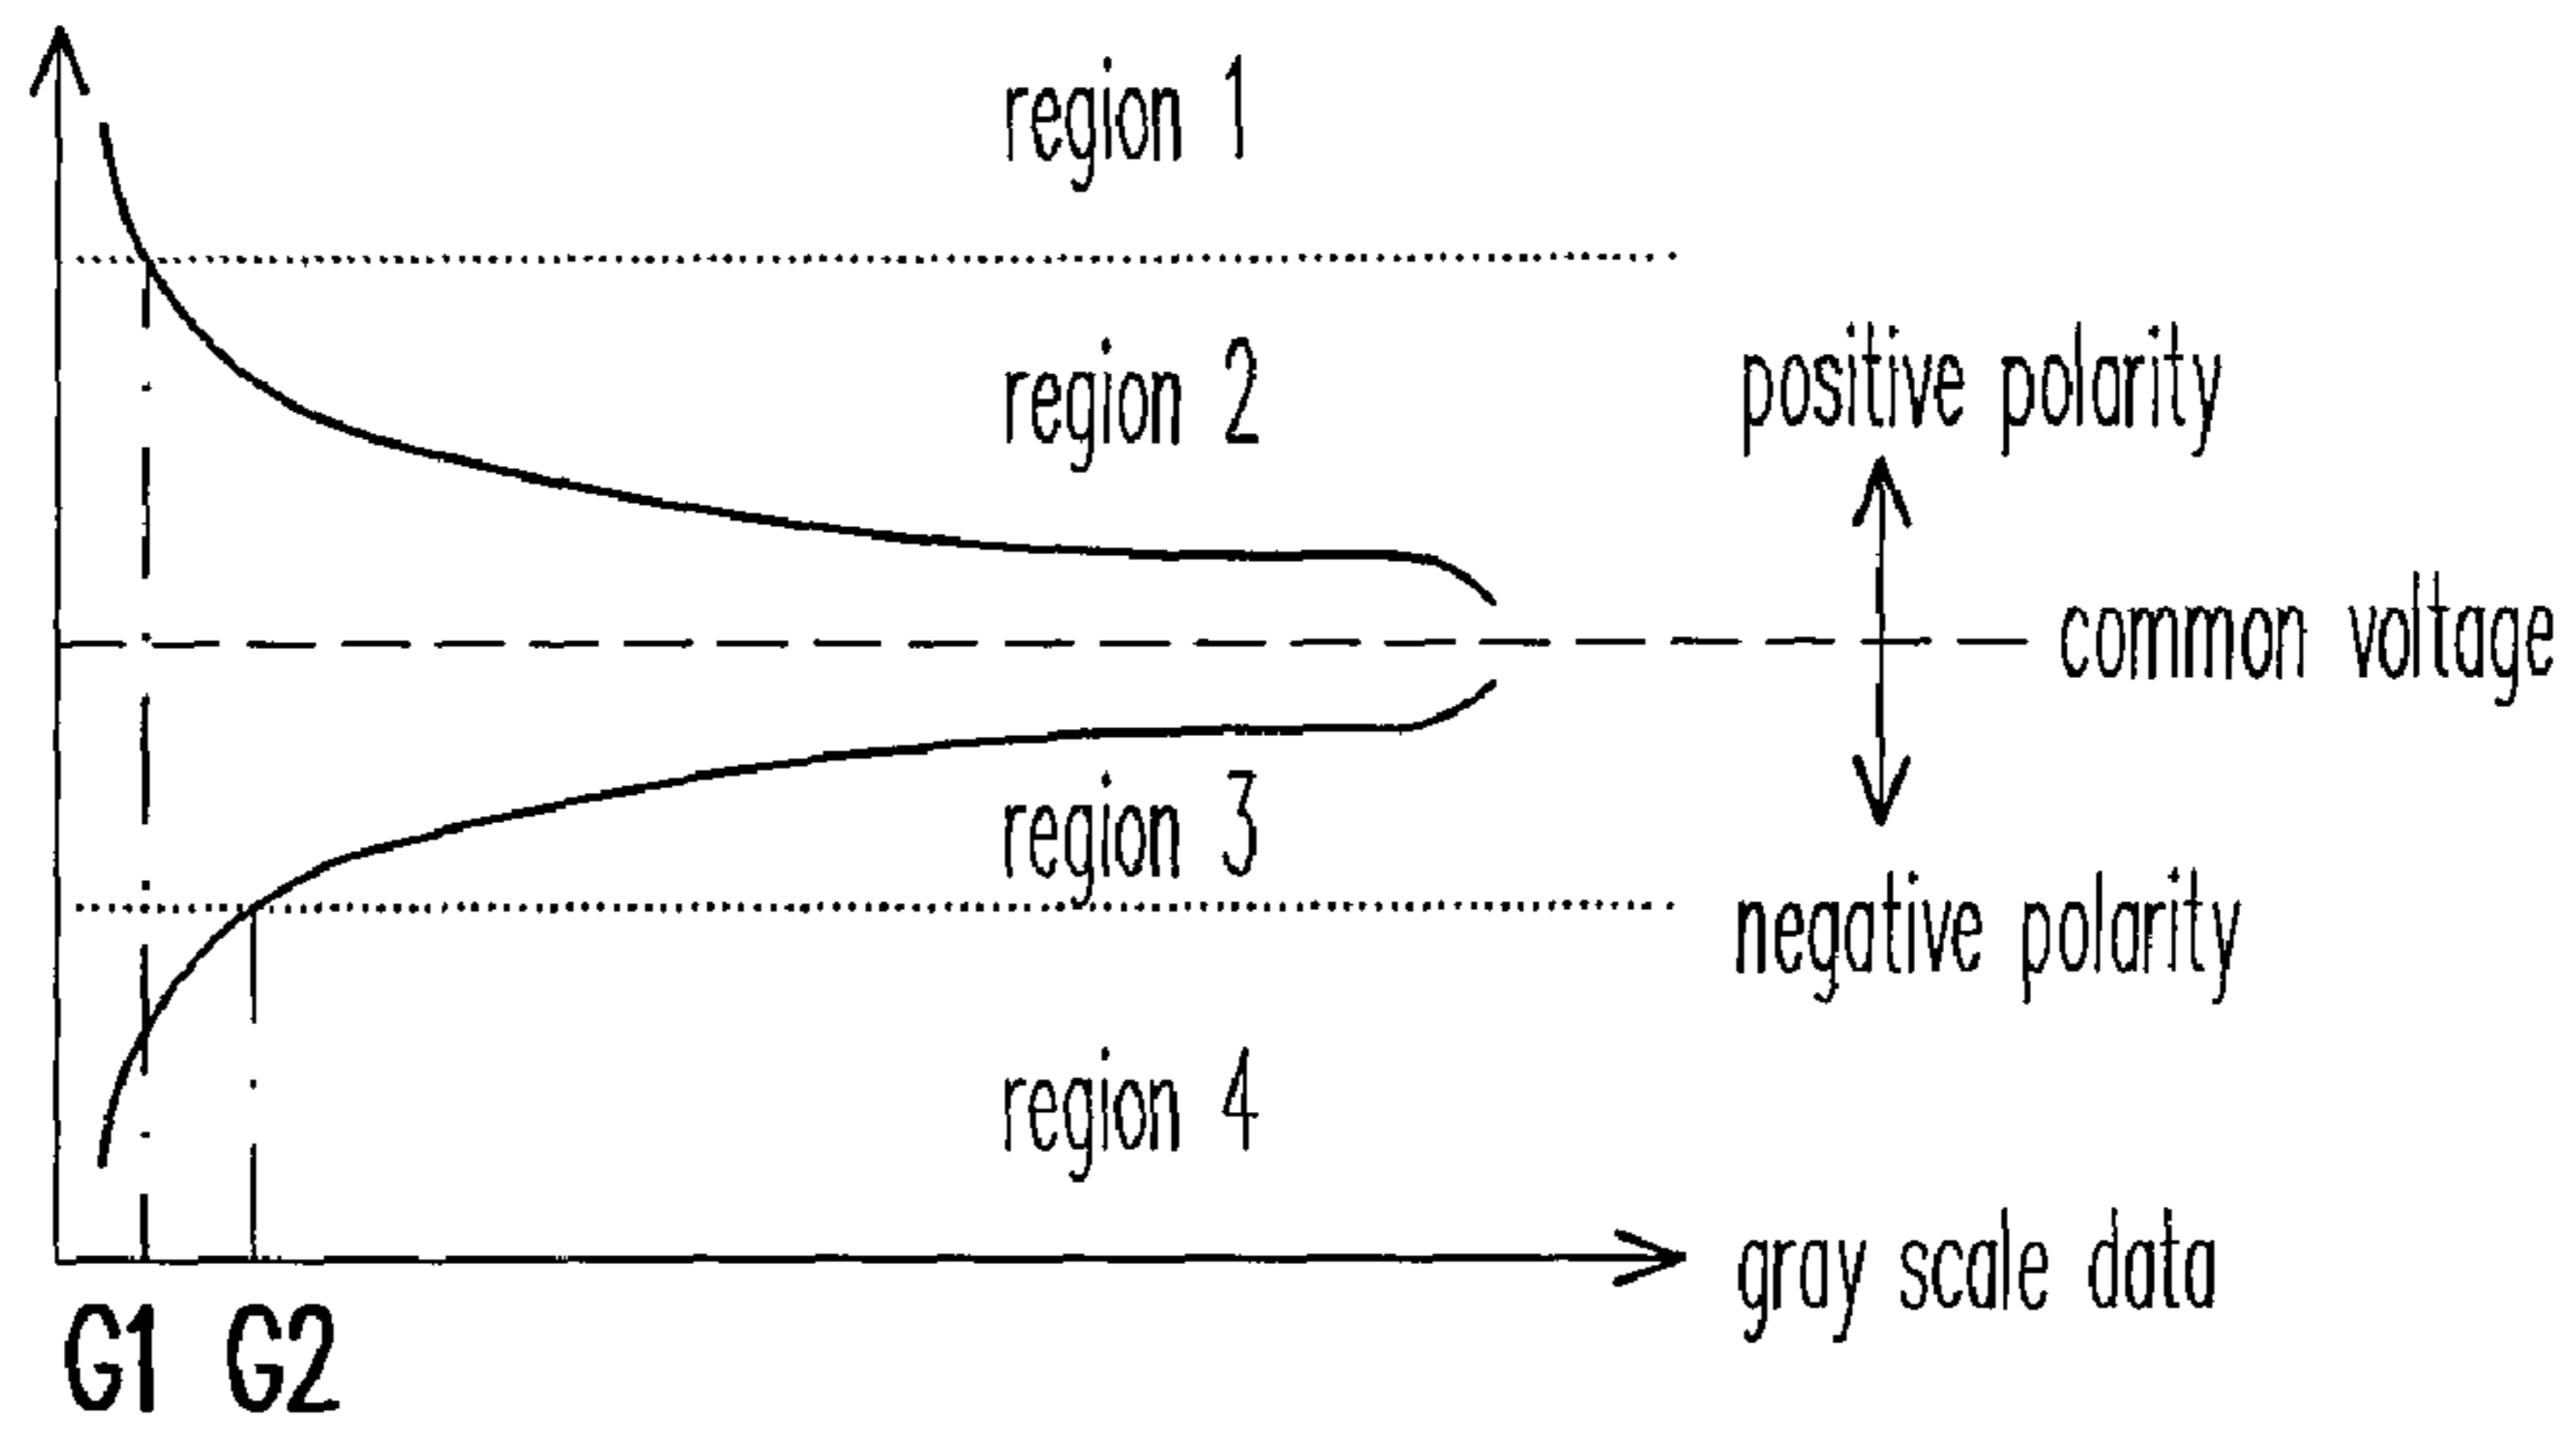 region 1
region 2
positive polarity
common voltage
region 3
negative polarity
region 4
gray scale data
G1 G2